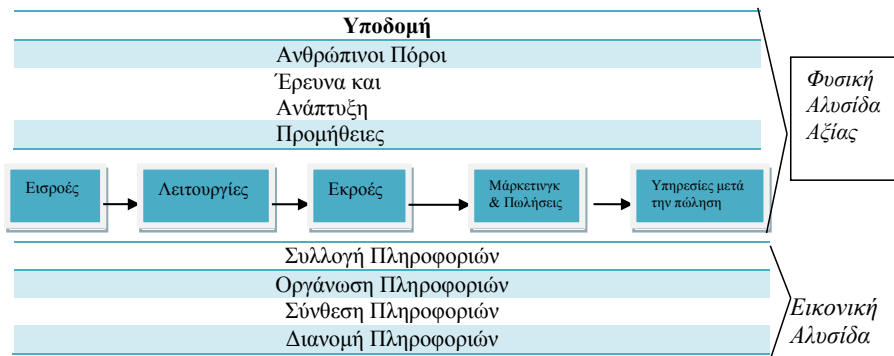 Υποδομή
Ανθρώπινοι Πόροι
Έρευνα και
Ανάπτυξη
Προμήθειες
Φυσική
Αλυσίδα
Αξίας
Εισροές
Λειτουργίες
Εκροές
Μάρκετινγκ
& Πωλήσεις
Υπηρεσίες μετά
την πώληση
Συλλογή Πληροφοριών
Οργάνωση Πληροφοριών
Σύνθεση Πληροφοριών
Διανομή Πληροφοριών
Εικονική
Αλυσίδα